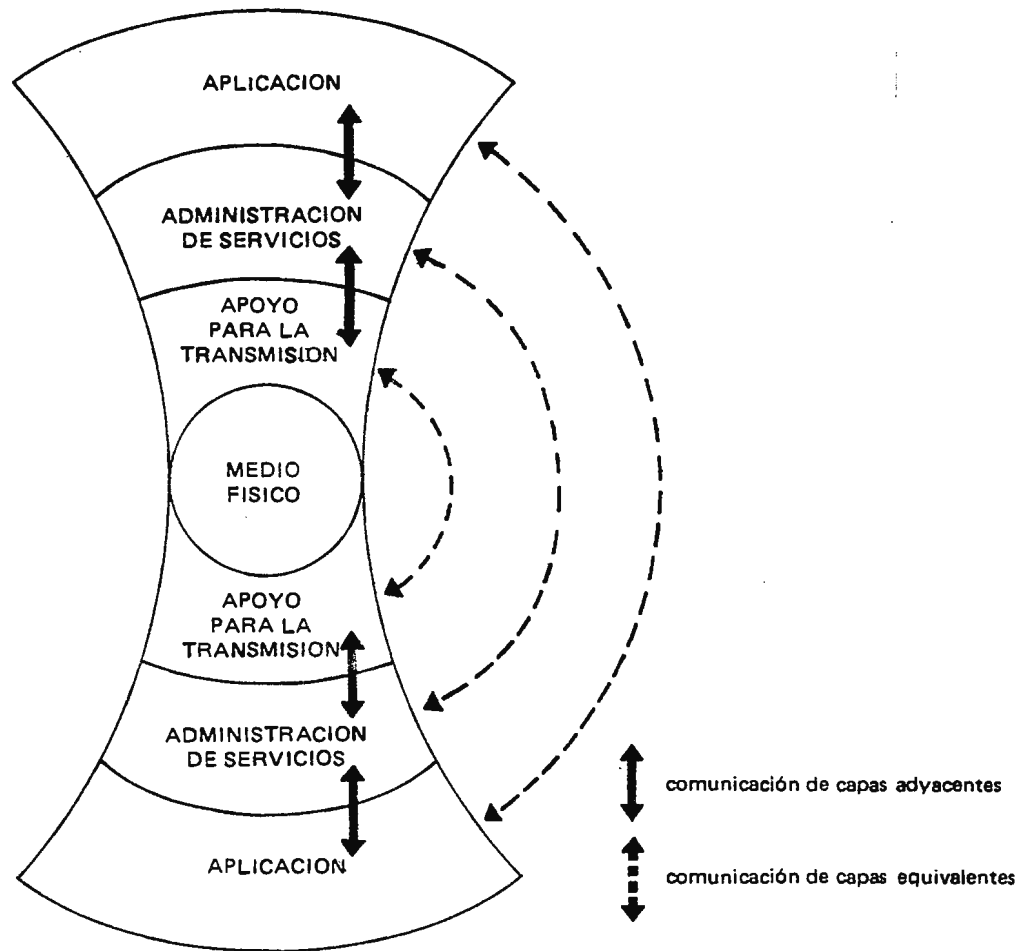 APLICACION
ADMINISTRACION
DE SERVICIOS
APOYO
PARA LA
TRANSMISION
MEDIO
FISICO
APOYO
PARA LA
TRANSMISION
ADMINISTRACION
DE SERVICIOS
APLICACION
comunicación de capas adyacentes
comunicación de capas equivalentes